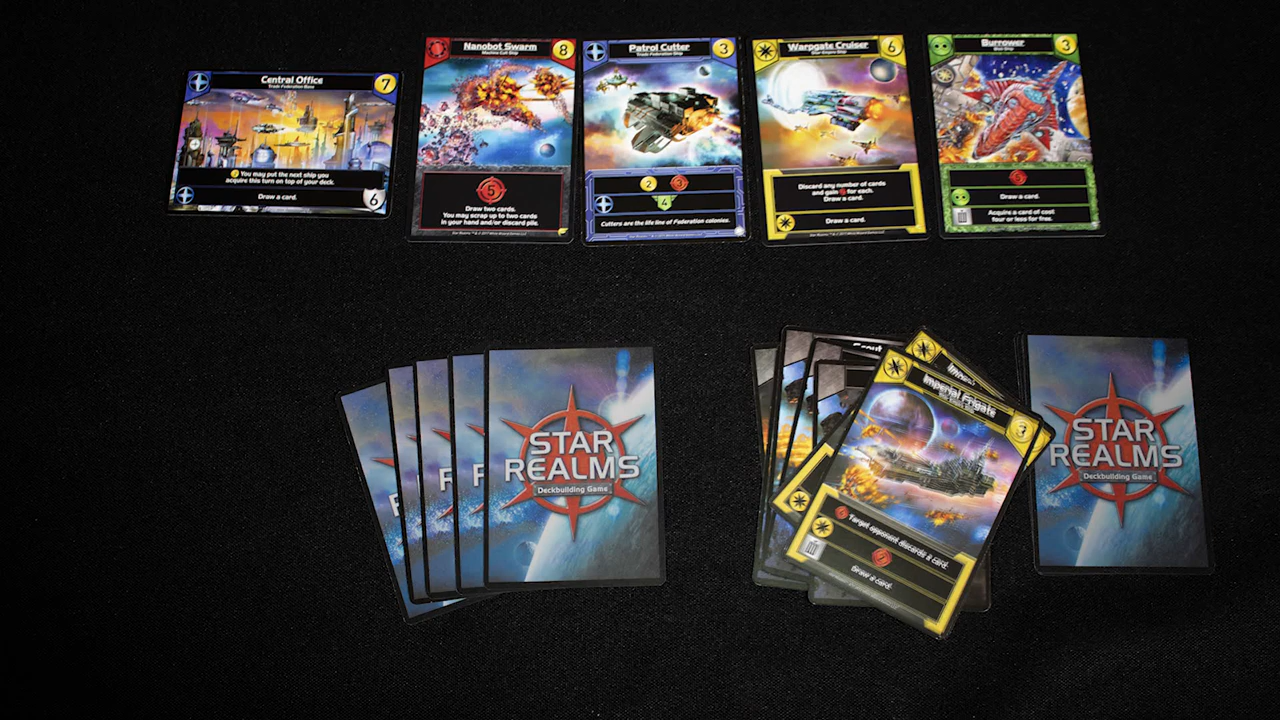 Central Office
Trade Federation Base
7
You may put the next ship you
acquire this turn on top of your deck.
Draw a card.
6
Nanobot Swarm
Machine Cult Ship
8
5
Draw two cards.
You may scrap up to two cards
in your hand and/or discard pile.
Patrol Cutter
Trade Federation Ship
3
2
4
Cutters are the life line of Federation colonies.
Warpgate Cruiser
Star Empire Ship
6
Discard any number of cards
and gain for each.
Draw a card.
Draw a card.
Burrower
Blob Ship
3
Draw a card.
Acquire a card of cost
four or less for free.
STAR
REALMS
Deckbuilding Game
Scout
Imperial Frigate
3
Target opponent discards a card.
Draw a card.
STAR
REALMS
Deckbuilding Game